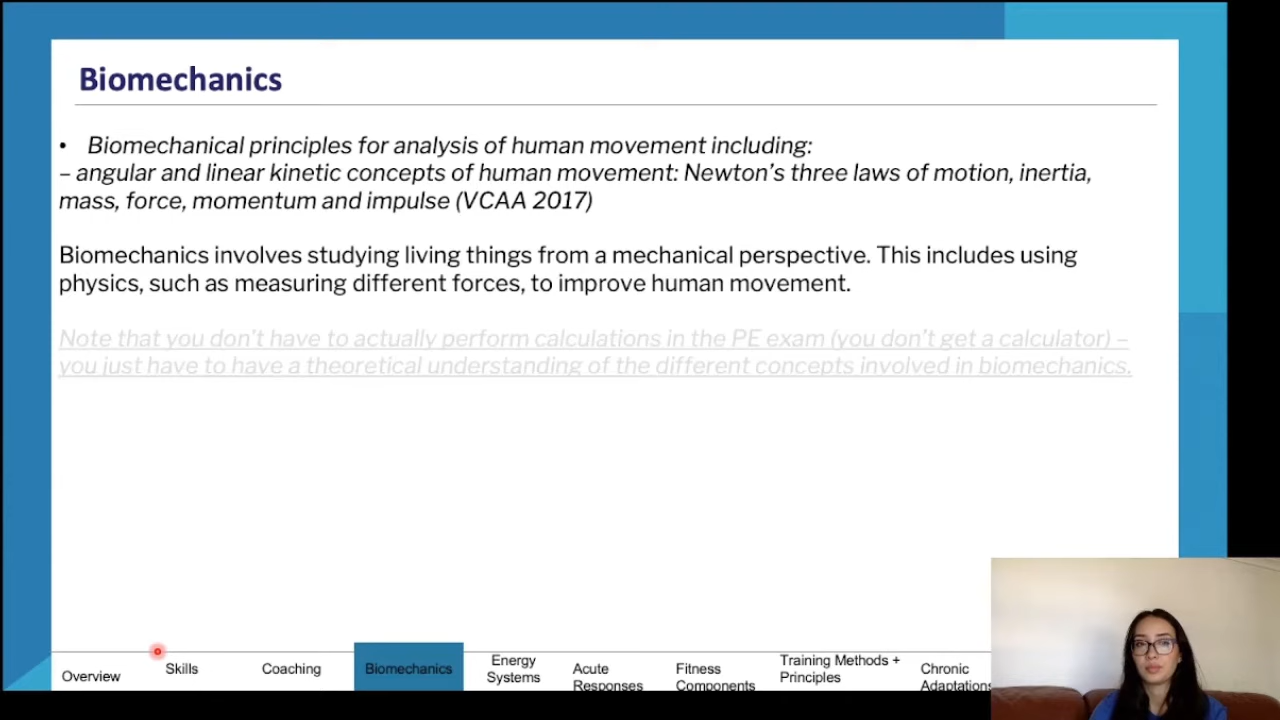 Biomechanics
• Biomechanical principles for analysis of human movement including:
– angular and linear kinetic concepts of human movement: Newton’s three laws of motion, inertia,
mass, force, momentum and impulse (VCAA 2017)
Biomechanics involves studying living things from a mechanical perspective. This includes using
physics, such as measuring different forces, to improve human movement.
Note that you don’t have to actually perform calculations in the PE exam (you don’t get a calculator) –
you just have to have a theoretical understanding of the different concepts involved in biomechanics.
Overview
Skills
Coaching
Biomechanics
Energy
Systems
Acute
Responses
Fitness
Components
Training Methods +
Principles
Chronic
Adaptations